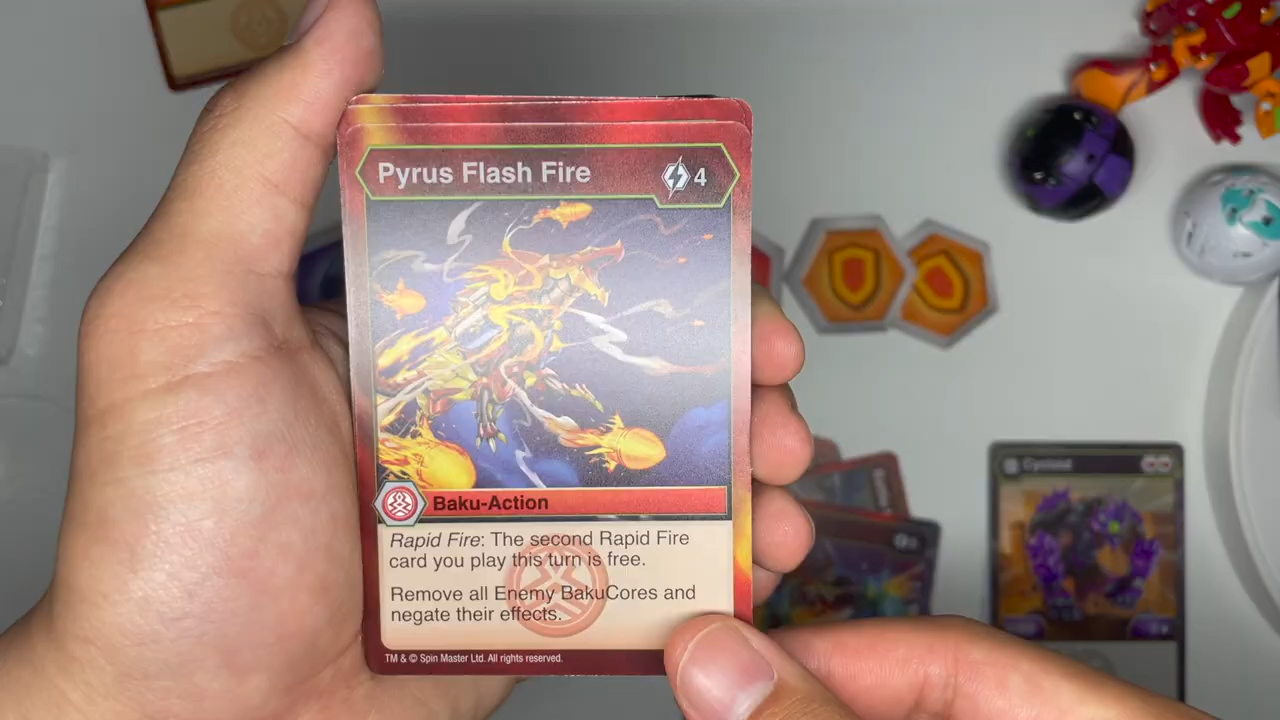 Pyrus Flash Fire
4
Baku-Action
Rapid Fire: The second Rapid Fire
card you play this turn is free.
Remove all Enemy BakuCores and
negate their effects.
TM & © Spin Master Ltd. All rights reserved.